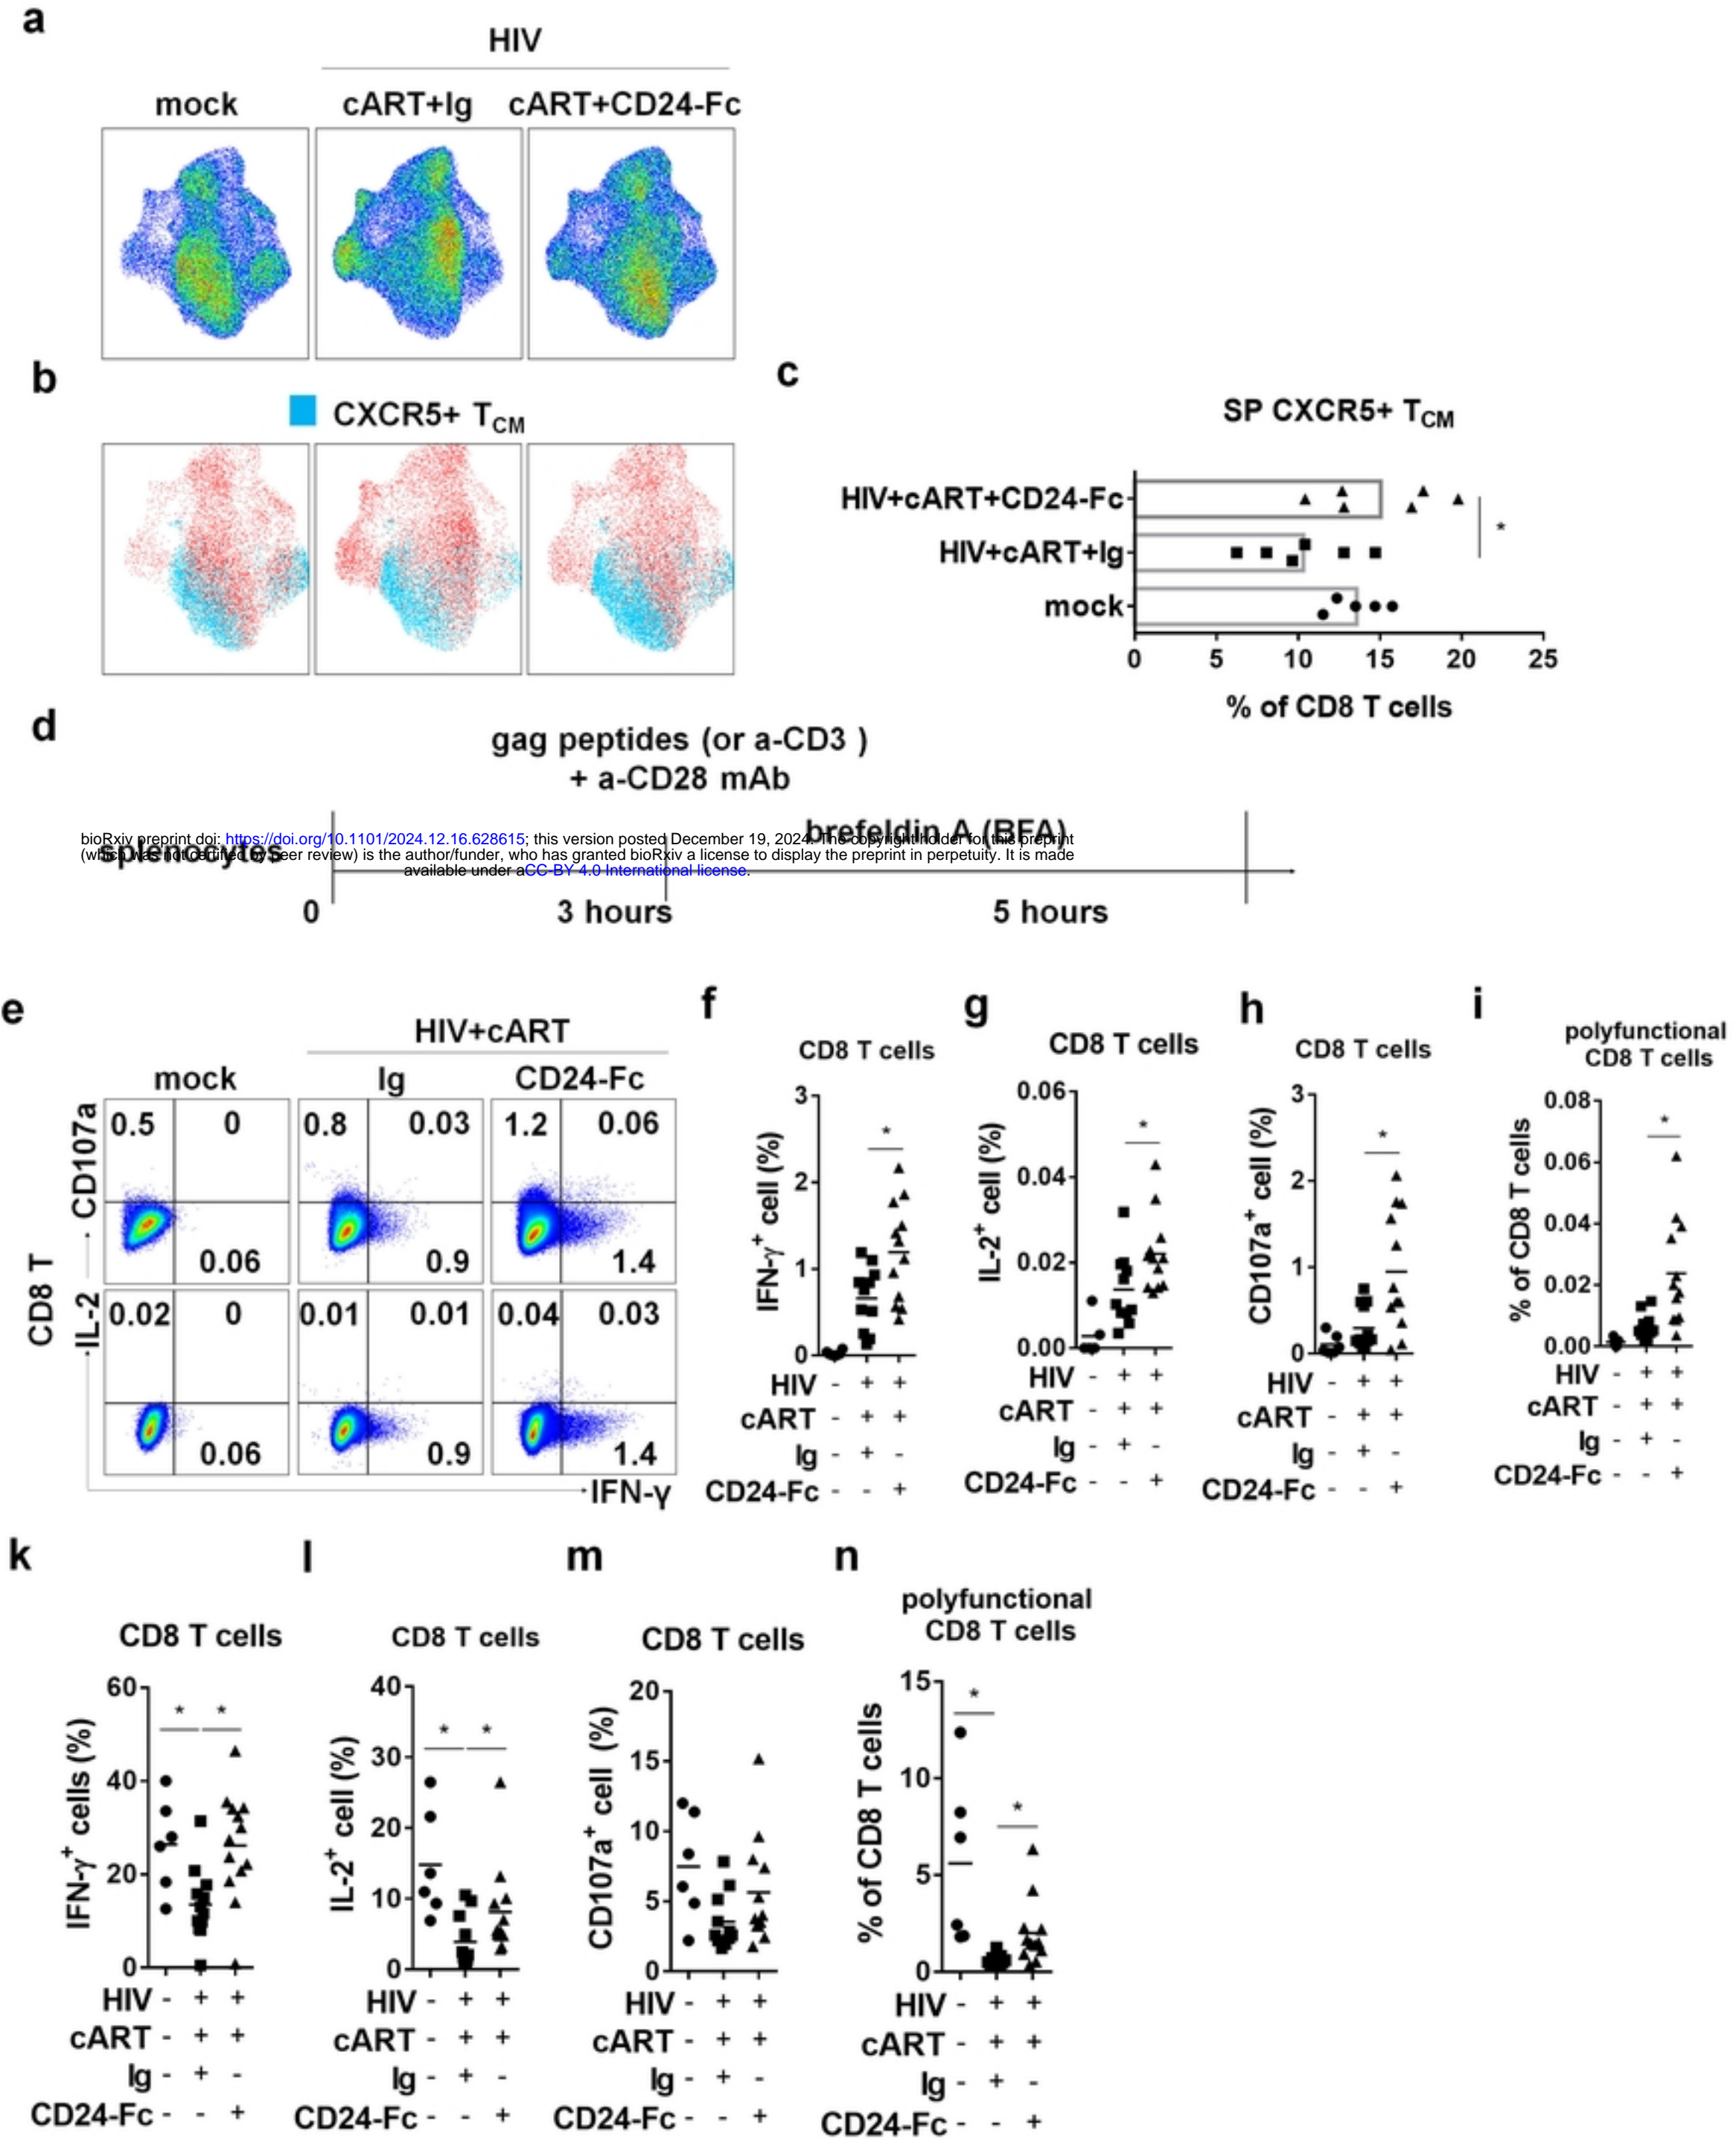 a
HIV
mock
cART+Ig
cART+CD24-Fc
b
CXCR5+ TCM
c
SP CXCR5+ TCM
HIV+cART+CD24-Fc
*
HIV+cART+Ig
mock
0 5 10 15 20 25
% of CD8 T cells
d
gag peptides (or a-CD3 )
+ a-CD28 mAb
brefeldin A (BFA)
splenocytes
bioRxiv preprint doi: https://doi.org/10.1101/2024.12.16.628615; this version posted December 19, 2024. The copyright holder for this preprint
(which was not certified by peer review) is the author/funder, who has granted bioRxiv a license to display the preprint in perpetuity. It is made
available under aCC-BY 4.0 International license.
0 3 hours 5 hours
e
HIV+cART
mock Ig CD24-Fc
CD8 T
CD107a
0.5 0 0.8 0.03 1.2 0.06
0.06 0.9 1.4
IL-2
0.02 0 0.01 0.01 0.04 0.03
0.06 0.9 1.4
IFN-γ
f
CD8 T cells
IFN-γ+ cell (%)
3
2
1
0
*
HIV - + +
cART - + +
Ig - + -
CD24-Fc - - +
g
CD8 T cells
IL-2+ cell (%)
0.06
0.04
0.02
0.00
*
HIV - + +
cART - + +
Ig - + -
CD24-Fc - - +
h
CD8 T cells
CD107a+ cell (%)
3
2
1
0
*
HIV - + +
cART - + +
Ig - + -
CD24-Fc - - +
i
polyfunctional
CD8 T cells
% of CD8 T cells
0.08
0.06
0.04
0.02
0.00
*
HIV - + +
cART - + +
Ig - + -
CD24-Fc - - +
k
CD8 T cells
IFN-γ+ cells (%)
60
40
20
0
* *
HIV - + +
cART - + +
Ig - + -
CD24-Fc - - +
l
CD8 T cells
IL-2+ cell (%)
40
30
20
10
0
* *
HIV - + +
cART - + +
Ig - + -
CD24-Fc - - +
m
CD8 T cells
CD107a+ cell (%)
20
15
10
5
0
HIV - + +
cART - + +
Ig - + -
CD24-Fc - - +
n
polyfunctional
CD8 T cells
% of CD8 T cells
15
10
5
0
*
*
HIV - + +
cART - + +
Ig - + -
CD24-Fc - - +